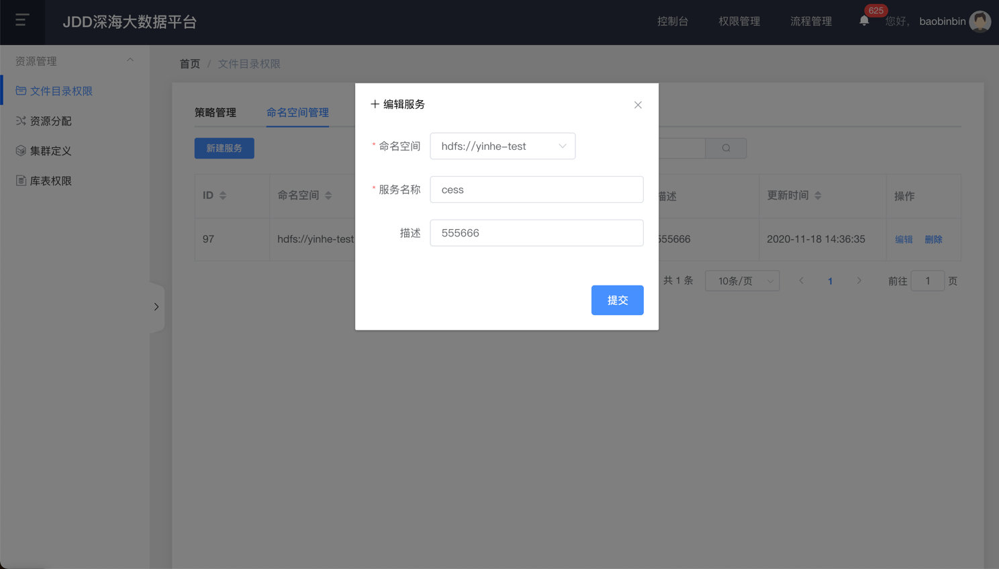 JDD深海大数据平台
控制台
权限管理
流程管理
625
您好，
baobinbin
资源管理
文件目录权限
资源分配
集群定义
库表权限
首页 / 文件目录权限
策略管理
命名空间管理
新建服务
ID
命名空间
描述
更新时间
操作
97
hdfs://yinhe-test
555666
2020-11-18 14:36:35
编辑
删除
共 1 条
10条/页
1
前往 1 页
编辑服务
* 命名空间
hdfs://yinhe-test
* 服务名称
cess
描述
555666
提交